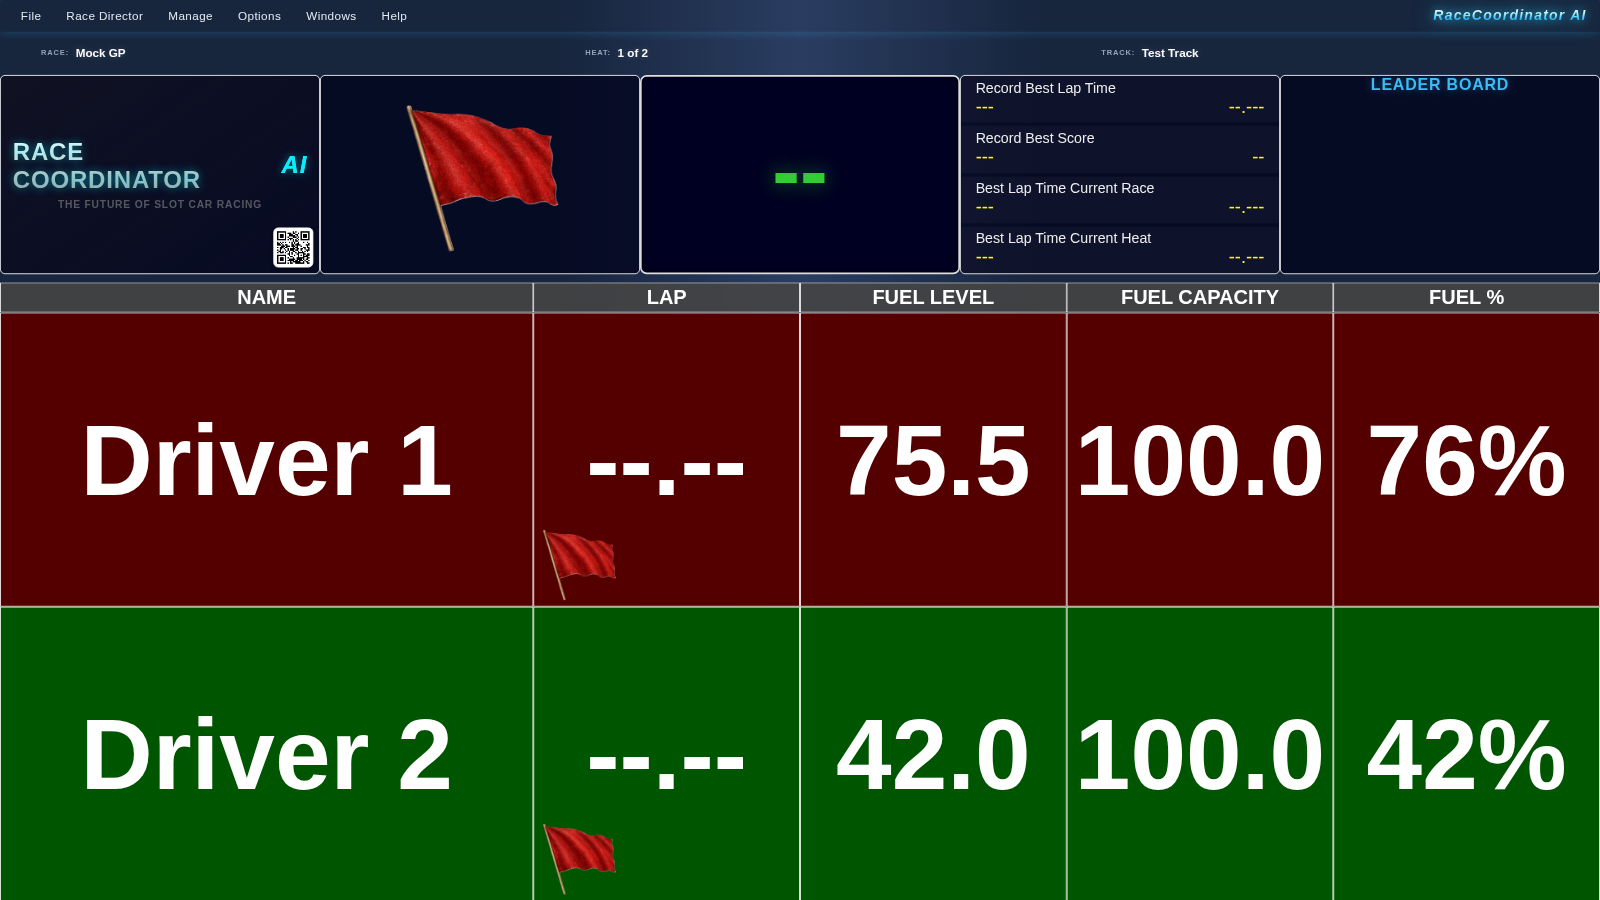 File Race Director Manage Options Windows Help RaceCoordinator AI
RACE: Mock GP HEAT: 1 of 2 TRACK: Test Track
RACE
COORDINATOR
AI
THE FUTURE OF SLOT CAR RACING
--
Record Best Lap Time
--- --.---
Record Best Score
--- --
Best Lap Time Current Race
--- --.---
Best Lap Time Current Heat
--- --.---
LEADER BOARD
NAME LAP FUEL LEVEL FUEL CAPACITY FUEL %
Driver 1 --.-- 75.5 100.0 76%
Driver 2 --.-- 42.0 100.0 42%